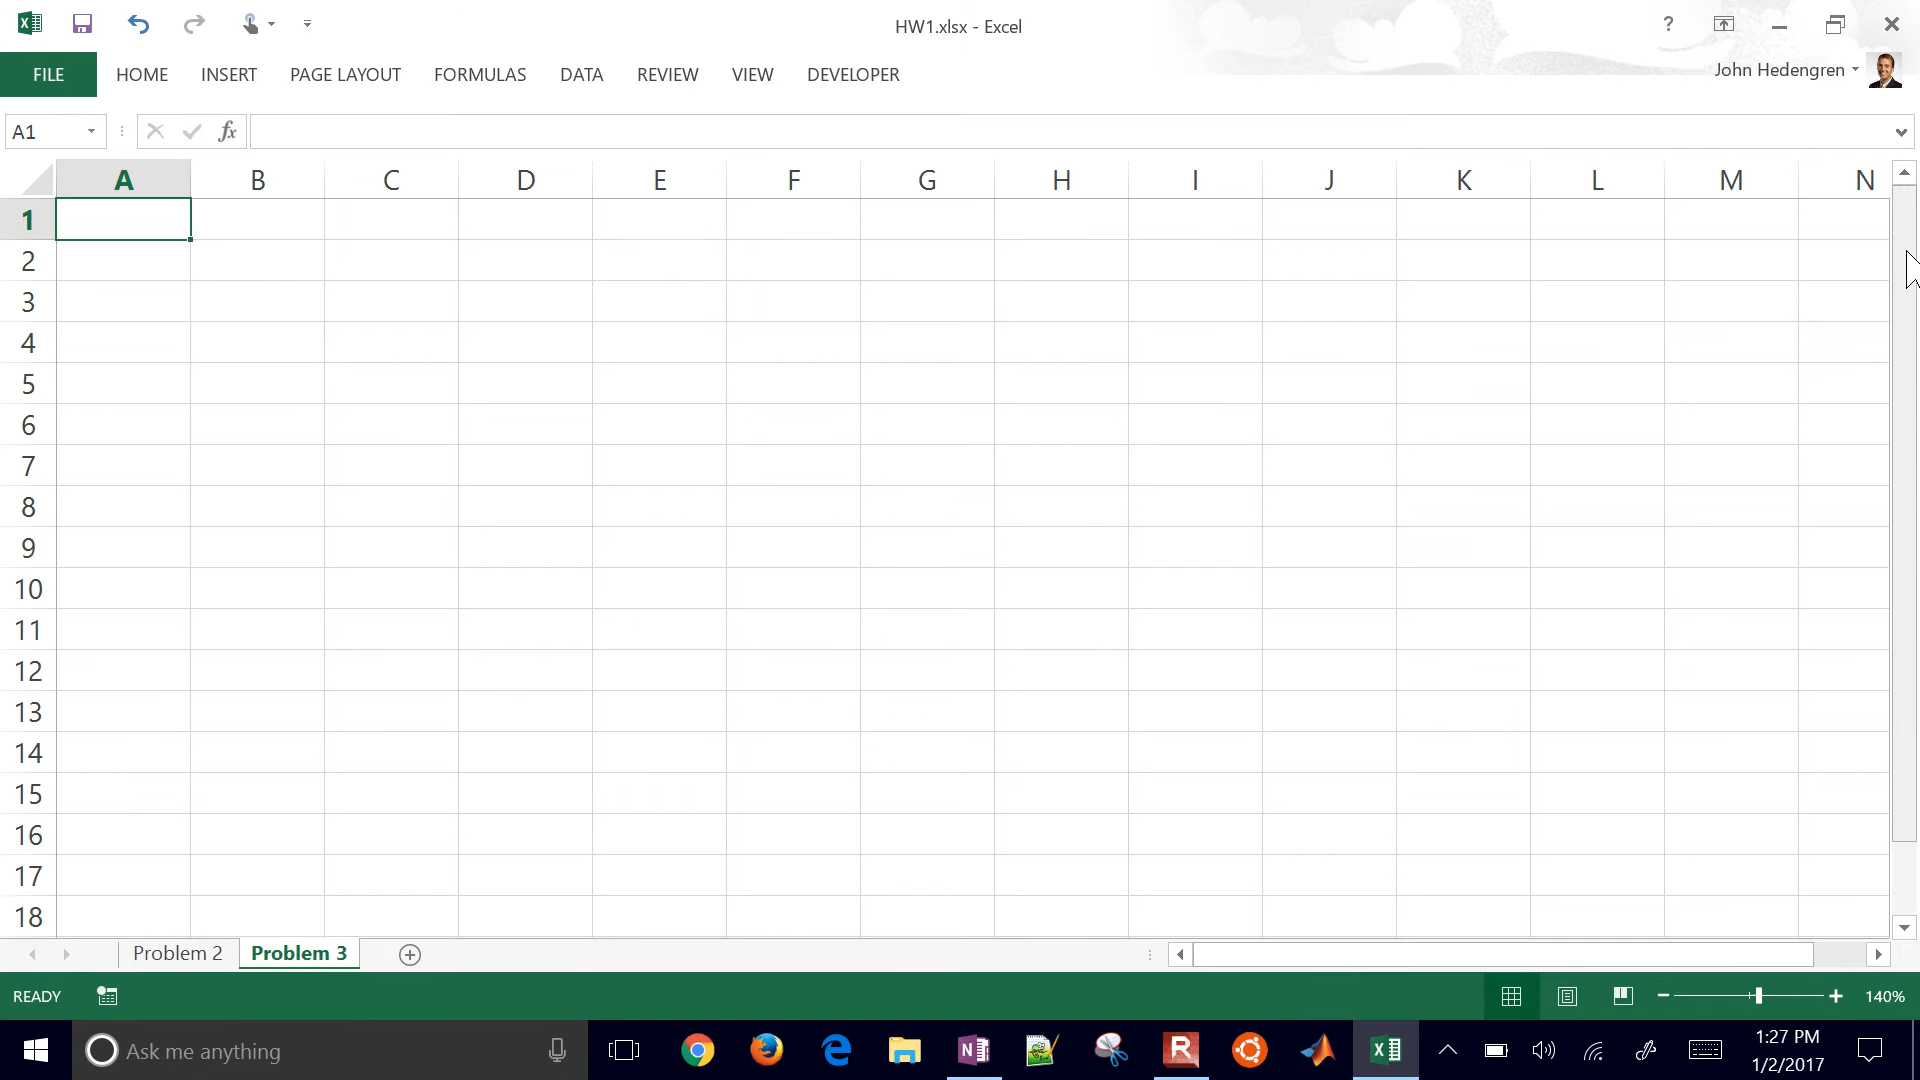 HW1.xlsx - Excel
?
FILE HOME INSERT PAGE LAYOUT FORMULAS DATA REVIEW VIEW DEVELOPER
John Hedengren
A1
fx
A B C D E F G H I J K L M N
1
2
3
4
5
6
7
8
9
10
11
12
13
14
15
16
17
18
Problem 2 Problem 3
READY
140%
Ask me anything
1:27 PM
1/2/2017